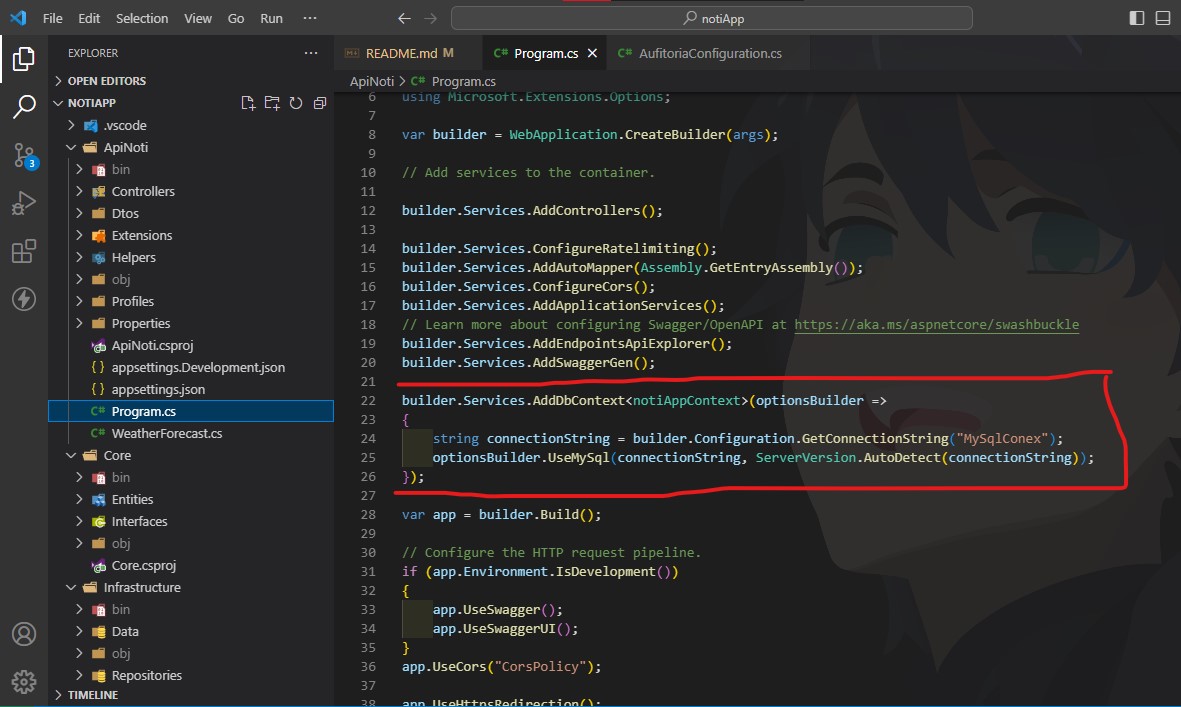 File Edit Selection View Go Run ···
notiApp
EXPLORER ···
OPEN EDITORS
NOTIAPP
.vscode
ApiNoti
bin
Controllers
Dtos
Extensions
Helpers
obj
Profiles
Properties
ApiNoti.csproj
{ } appsettings.Development.json
{ } appsettings.json
C# Program.cs
C# WeatherForecast.cs
Core
bin
Entities
Interfaces
obj
Core.csproj
Infrastructure
bin
Data
obj
Repositories
TIMELINE
3
README.md M
C# Program.cs
C# AufitoriaConfiguration.cs
ApiNoti > C# Program.cs
6 using Microsoft.Extensions.Options;
7
8 var builder = WebApplication.CreateBuilder(args);
9
10 // Add services to the container.
11
12 builder.Services.AddControllers();
13
14 builder.Services.ConfigureRatelimiting();
15 builder.Services.AddAutoMapper(Assembly.GetEntryAssembly());
16 builder.Services.ConfigureCors();
17 builder.Services.AddApplicationServices();
18 // Learn more about configuring Swagger/OpenAPI at https://aka.ms/aspnetcore/swashbuckle
19 builder.Services.AddEndpointsApiExplorer();
20 builder.Services.AddSwaggerGen();
21
22 builder.Services.AddDbContext<notiAppContext>(optionsBuilder =>
23 {
24 string connectionString = builder.Configuration.GetConnectionString("MySqlConex");
25 optionsBuilder.UseMySql(connectionString, ServerVersion.AutoDetect(connectionString));
26 });
27
28 var app = builder.Build();
29
30 // Configure the HTTP request pipeline.
31 if (app.Environment.IsDevelopment())
32 {
33 app.UseSwagger();
34 app.UseSwaggerUI();
35 }
36 app.UseCors("CorsPolicy");
37
38 app.UseHttpsRedirection();